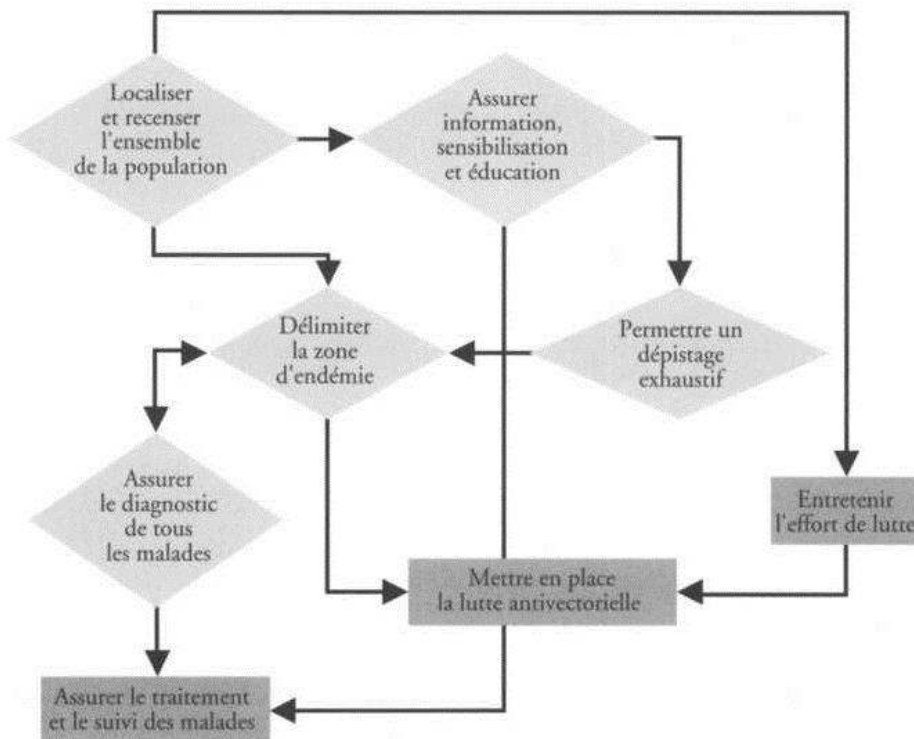 Localiser
et recenser
l'ensemble
de la population
Assurer
information,
sensibilisation
et éducation
Délimiter
la zone
d'endémie
Permettre un
dépistage
exhaustif
Assurer
le diagnostic
de tous
les malades
Entretenir
l'effort de lutte
Mettre en place
la lutte antivectorielle
Assurer le traitement
et le suivi des malades